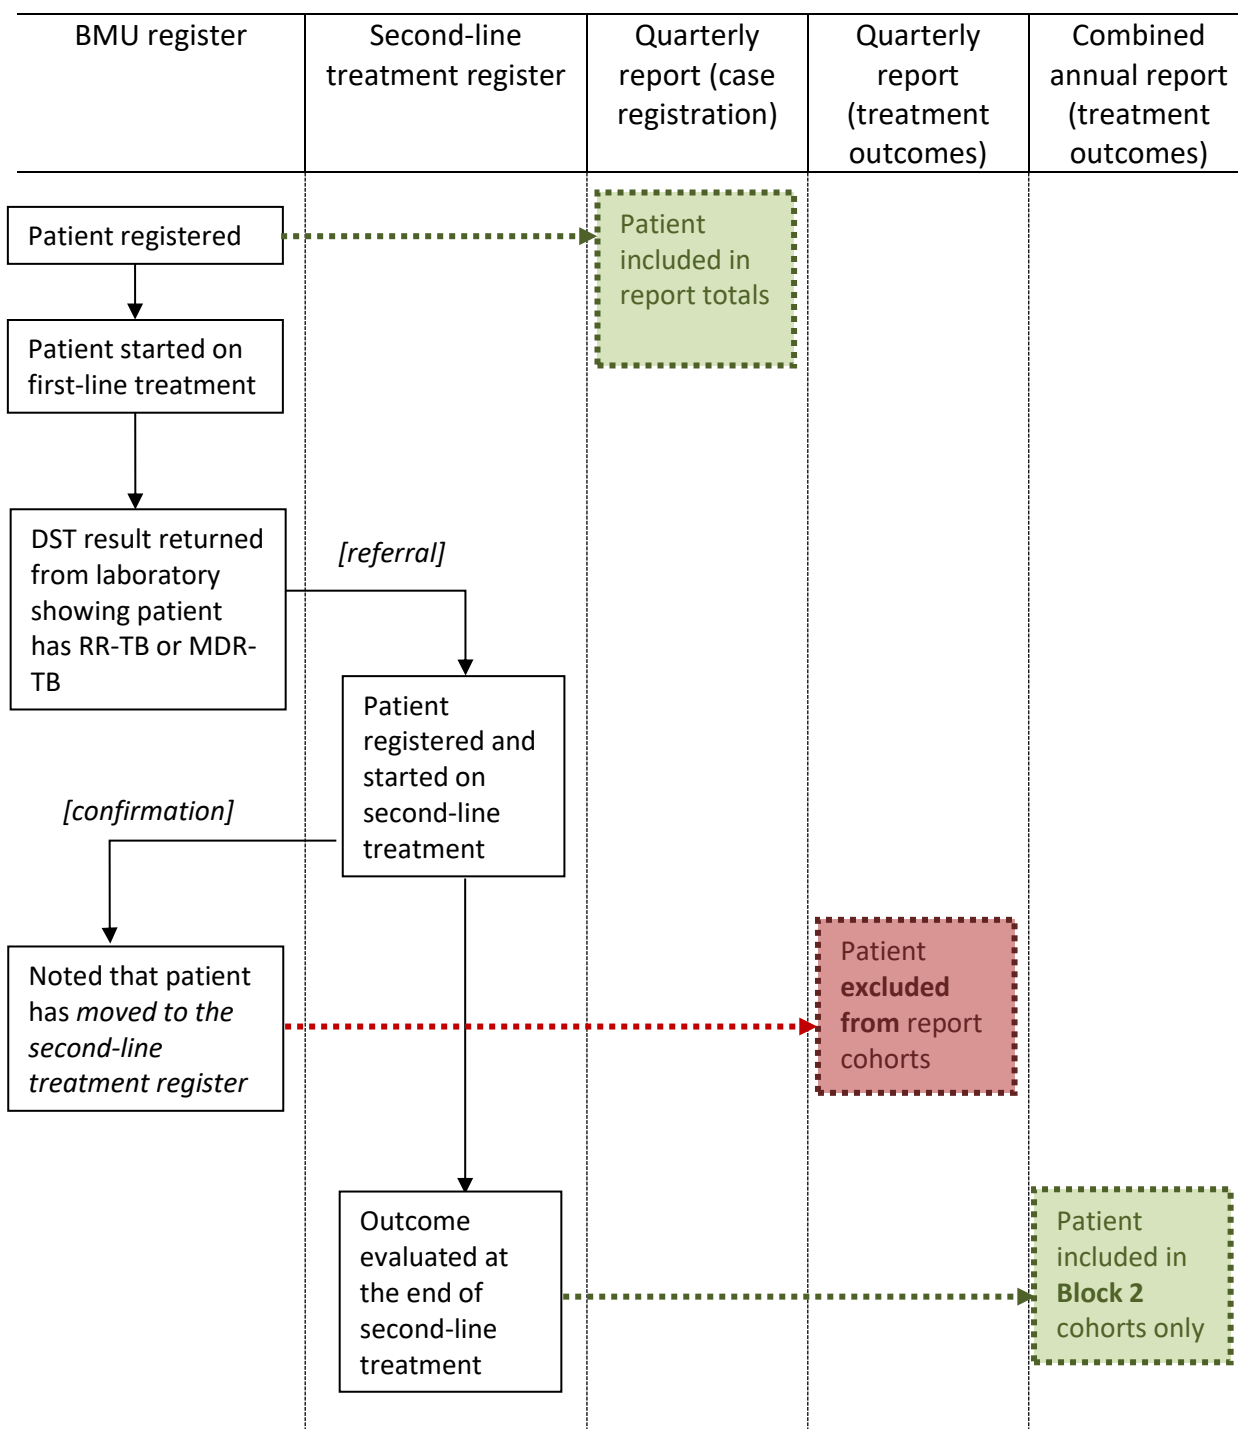 BMU register
Second-line
treatment register
Quarterly
report (case
registration)
Quarterly
report
(treatment
outcomes)
Combined
annual report
(treatment
outcomes)
Patient registered
Patient
included in
report totals
Patient started on
first-line treatment
DST result returned
from laboratory
showing patient
has RR-TB or MDR-
TB
[referral]
Patient
registered and
started on
second-line
treatment
[confirmation]
Noted that patient
has moved to the
second-line
treatment register
Patient
excluded
from report
cohorts
Outcome
evaluated at
the end of
second-line
treatment
Patient
included in
Block 2
cohorts only